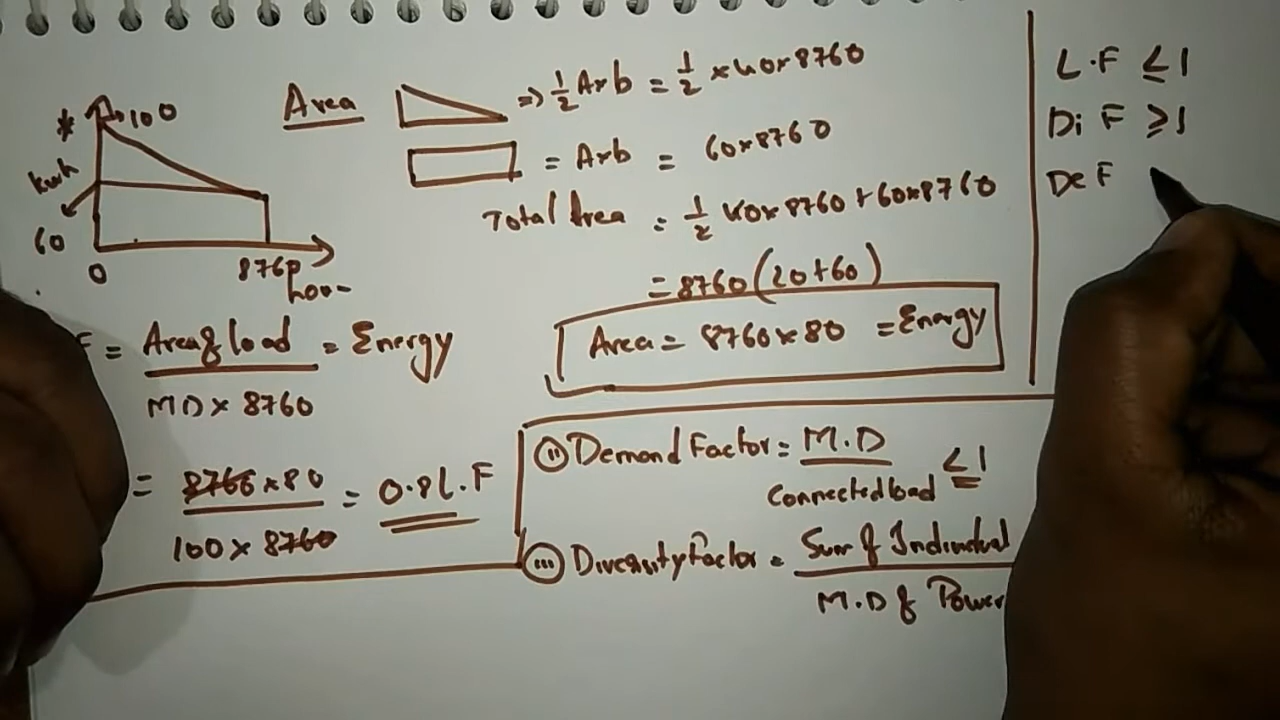 * 100
kwh
60
0
8760
hour
Area
=> 1/2 A×b = 1/2 × 40×8760
= A×b = 60×8760
Total Area = 1/2 ×40×8760 + 60×8760
= 8760 (20+60)
Area = 8760×80 = Energy
F = Area of load / MD × 8760 = Energy
= 8760×80 / 100×8760 = 0.8 L.F
(ii) Demand Factor = M.D / Connected load ≤ 1
(iii) Diversity Factor = Sum of Individual / M.D of Power
L.F ≤ 1
Di F ≥ 1
De F